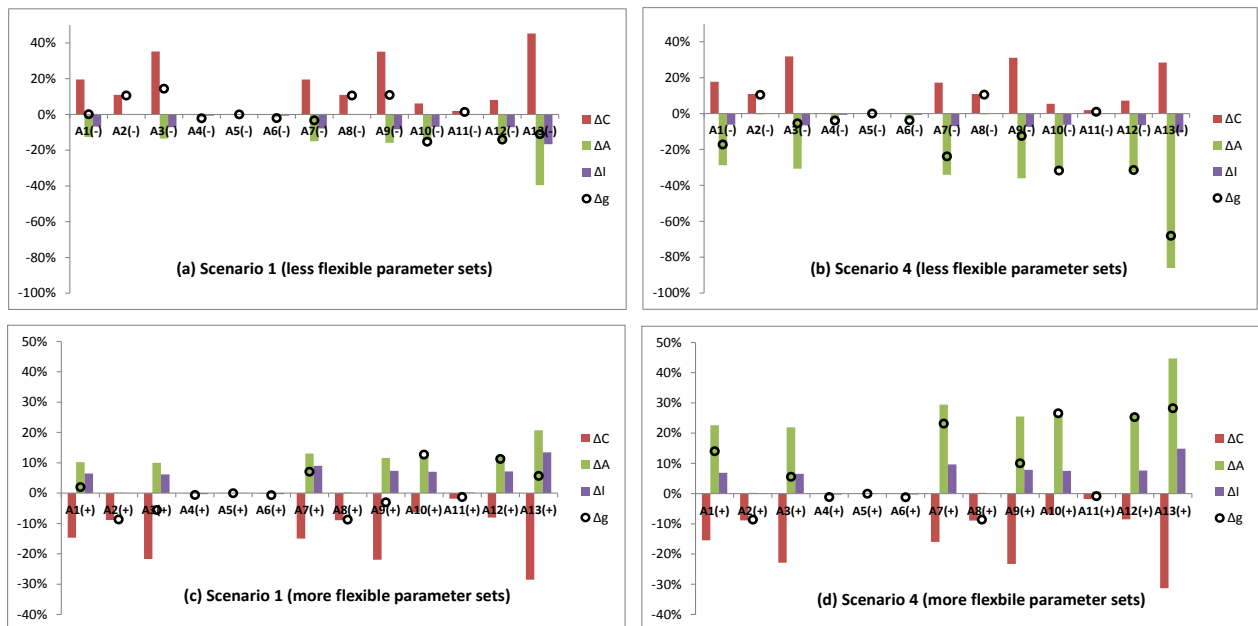 40%
20%
0%
-20%
-40%
-60%
-80%
-100%
A1(-) A2(-) A3(-) A4(-) A5(-) A6(-) A7(-) A8(-) A9(-) A10(-) A11(-) A12(-) A13(-)
ΔC
ΔA
ΔI
Δg
(a) Scenario 1 (less flexible parameter sets)
40%
20%
0%
-20%
-40%
-60%
-80%
-100%
A1(-) A2(-) A3(-) A4(-) A5(-) A6(-) A7(-) A8(-) A9(-) A10(-) A11(-) A12(-) A13(-)
ΔC
ΔA
ΔI
Δg
(b) Scenario 4 (less flexible parameter sets)
50%
40%
30%
20%
10%
0%
-10%
-20%
-30%
-40%
A1(+) A2(+) A3(+) A4(+) A5(+) A6(+) A7(+) A8(+) A9(+) A10(+) A11(+) A12(+) A13(+)
ΔC
ΔA
ΔI
Δg
(c) Scenario 1 (more flexible parameter sets)
50%
40%
30%
20%
10%
0%
-10%
-20%
-30%
-40%
A1(+) A2(+) A3(+) A4(+) A5(+) A6(+) A7(+) A8(+) A9(+) A10(+) A11(+) A12(+) A13(+)
ΔC
ΔA
ΔI
Δg
(d) Scenario 4 (more flexbile parameter sets)